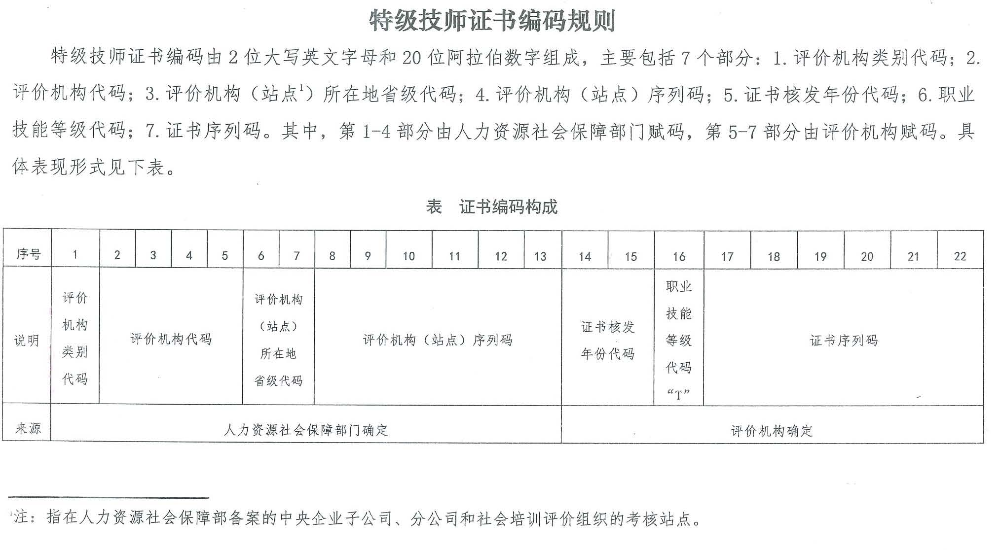 特级技师证书编码规则
特级技师证书编码由2位大写英文字母和20位阿拉伯数字组成，主要包括7个部分：1.评价机构类别代码；2.
评价机构代码；3.评价机构（站点¹）所在地省级代码；4.评价机构（站点）序列码；5.证书核发年份代码；6.职业
技能等级代码；7.证书序列码。其中，第1-4部分由人力资源社会保障部门赋码，第5-7部分由评价机构赋码。具
体表现形式见下表。
表 证书编码构成
序号 1 2 3 4 5 6 7 8 9 10 11 12 13 14 15 16 17 18 19 20 21 22
说明
评价
机构
类别
代码
评价机构代码
评价机构
（站点）
所在地
省级代码
评价机构（站点）序列码
证书核发
年份代码
职业
技能
等级
代码
“T”
证书序列码
来源 人力资源社会保障部门确定 评价机构确定
¹注：指在人力资源社会保障部备案的中央企业子公司、分公司和社会培训评价组织的考核站点。